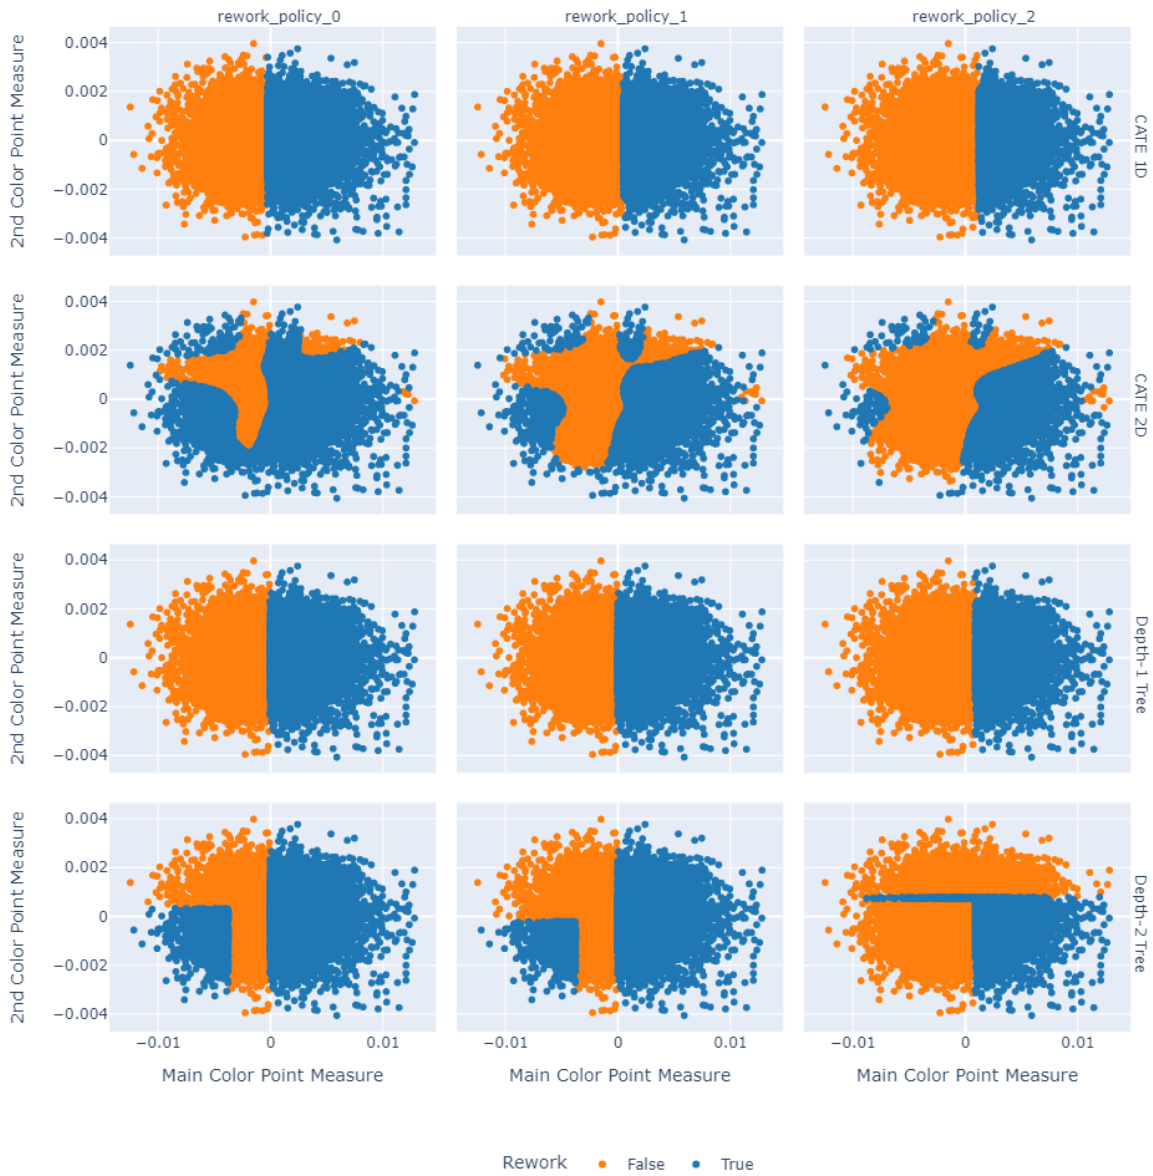 rework_policy_0 rework_policy_1 rework_policy_2
2nd Color Point Measure
0.004
0.002
0
−0.002
−0.004
CATE 1D
2nd Color Point Measure
0.004
0.002
0
−0.002
−0.004
CATE 2D
2nd Color Point Measure
0.004
0.002
0
−0.002
−0.004
Depth-1 Tree
2nd Color Point Measure
0.004
0.002
0
−0.002
−0.004
Depth-2 Tree
−0.01 0 0.01 −0.01 0 0.01 −0.01 0 0.01
Main Color Point Measure Main Color Point Measure Main Color Point Measure
Rework False True